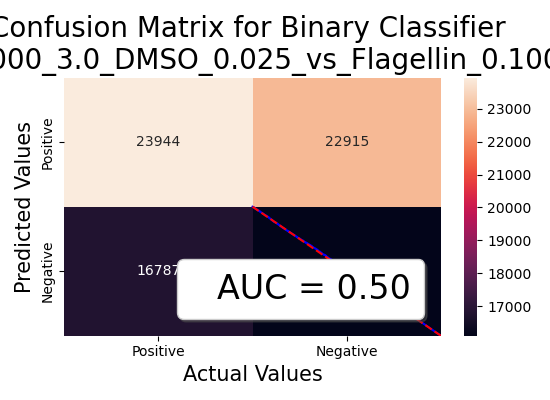 Confusion Matrix for Binary Classifier
000_3.0_DMSO_0.025_vs_Flagellin_0.100
Predicted Values
Positive
Negative
23944 22915
16787
AUC = 0.50
Positive Negative
Actual Values
23000
22000
21000
20000
19000
18000
17000